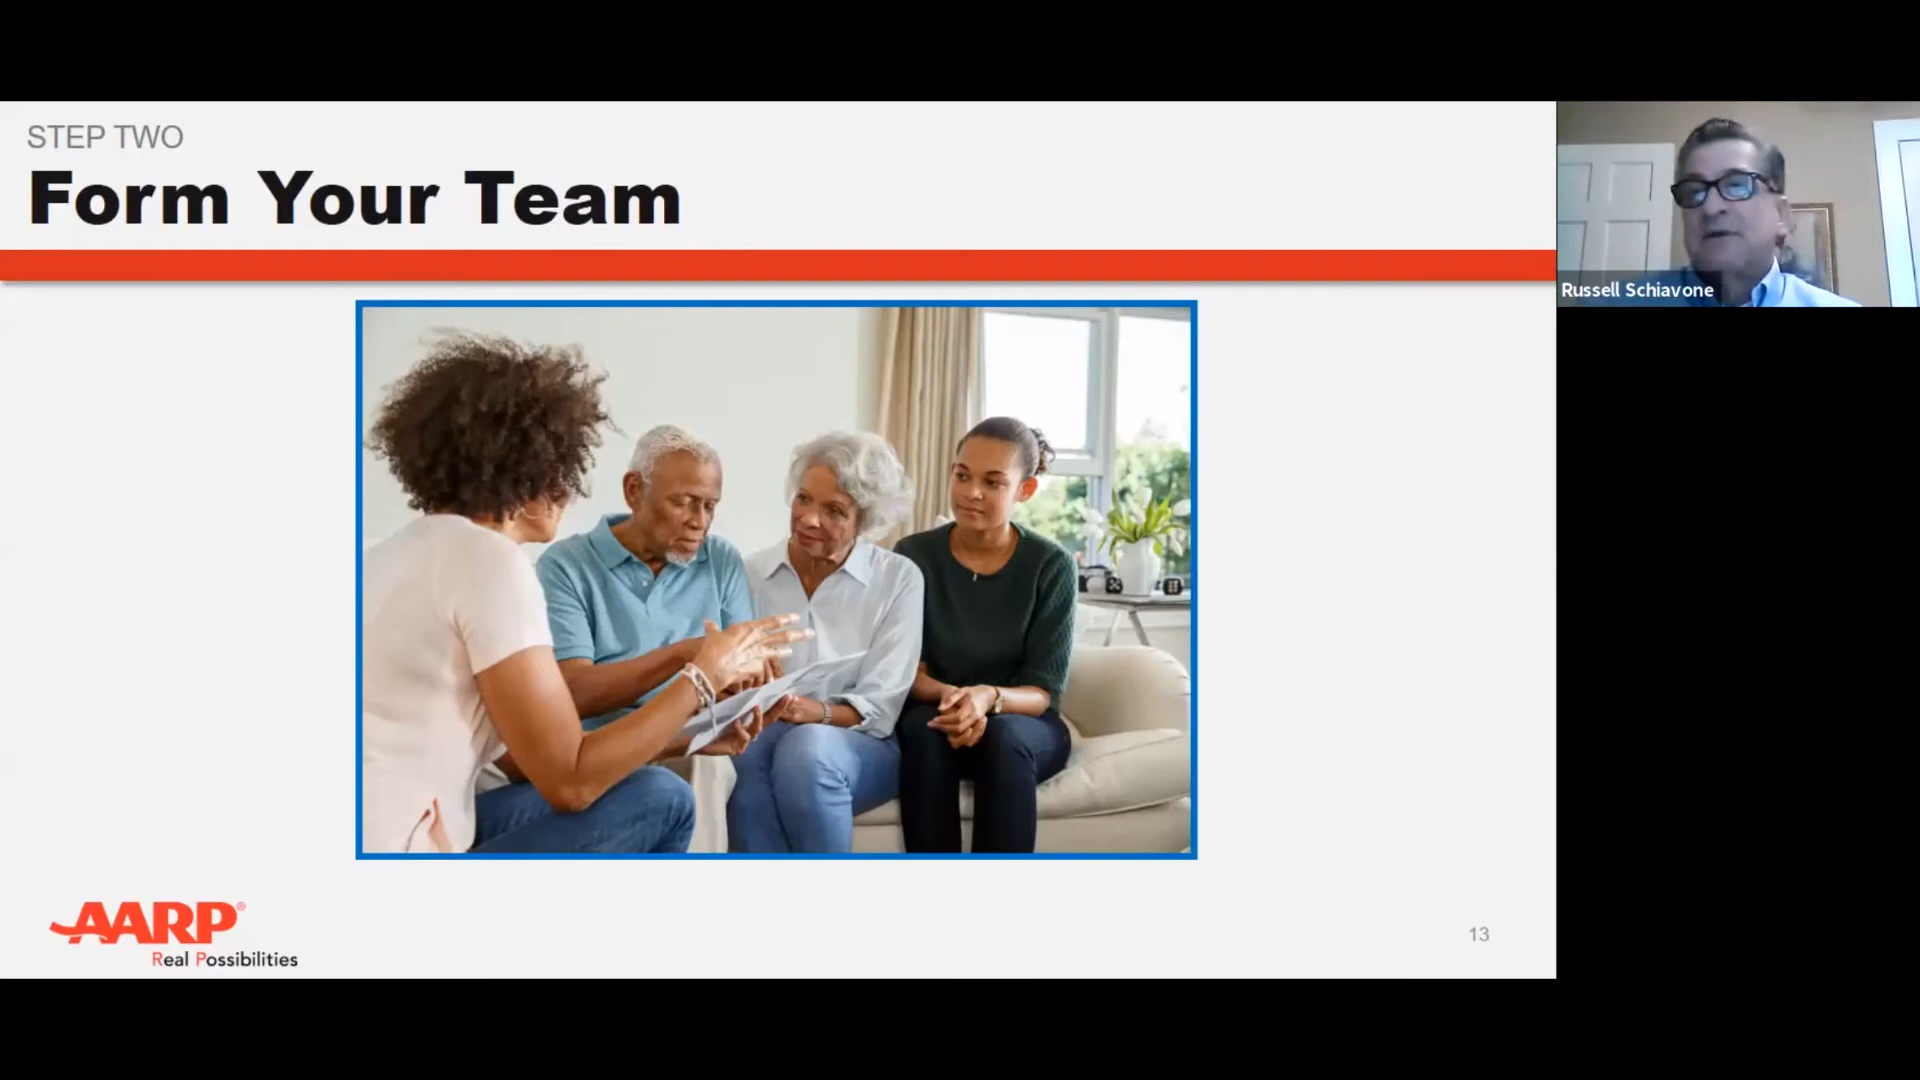 STEP TWO
Form Your Team
Russell Schiavone
AARP®
Real Possibilities
13